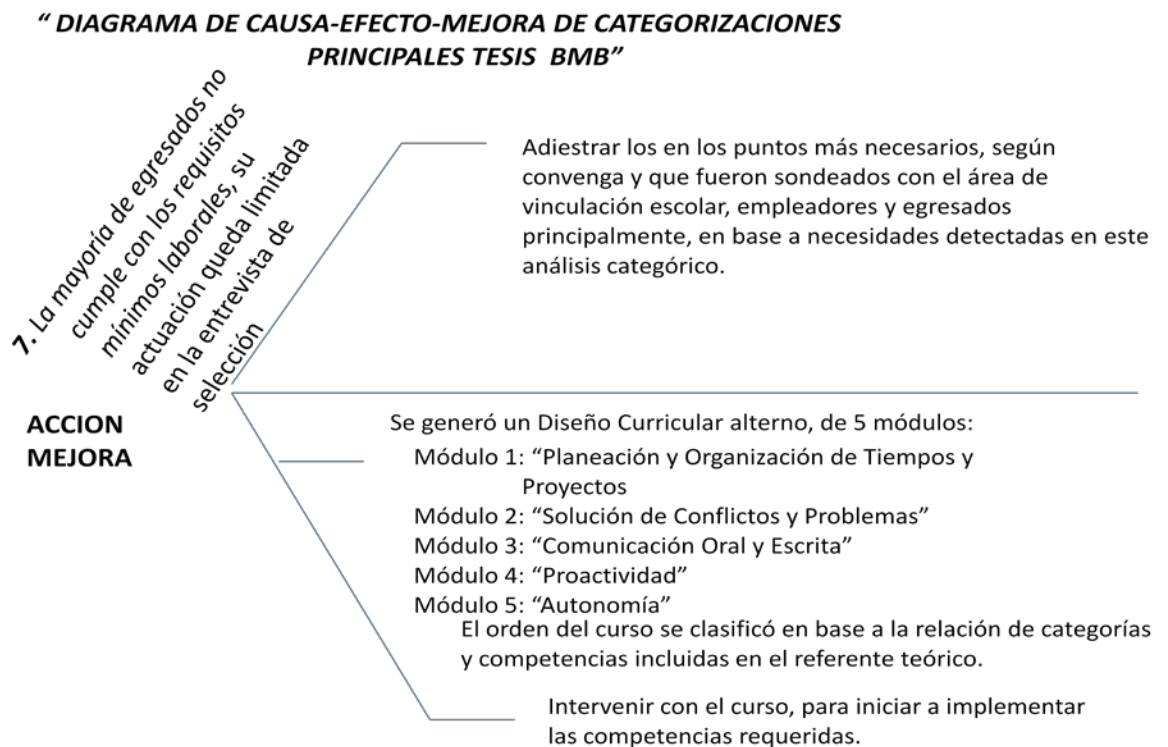 “ DIAGRAMA DE CAUSA-EFECTO-MEJORA DE CATEGORIZACIONES
PRINCIPALES TESIS BMB”
7. La mayoría de egresados no
cumple con los requisitos
mínimos laborales, su
actuación queda limitada
en la entrevista de
selección
Adiestrar los en los puntos más necesarios, según
convenga y que fueron sondeados con el área de
vinculación escolar, empleadores y egresados
principalmente, en base a necesidades detectadas en este
análisis categórico.
ACCION
MEJORA
Se generó un Diseño Curricular alterno, de 5 módulos:
Módulo 1: “Planeación y Organización de Tiempos y
Proyectos
Módulo 2: “Solución de Conflictos y Problemas”
Módulo 3: “Comunicación Oral y Escrita”
Módulo 4: “Proactividad”
Módulo 5: “Autonomía”
El orden del curso se clasificó en base a la relación de categorías
y competencias incluidas en el referente teórico.
Intervenir con el curso, para iniciar a implementar
las competencias requeridas.